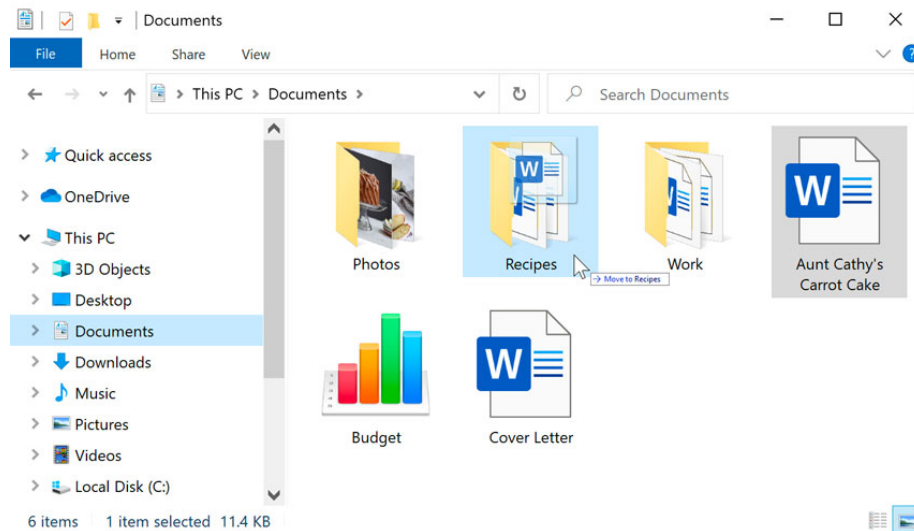 Documents
File Home Share View
This PC > Documents >
Search Documents
Quick access
OneDrive
This PC
3D Objects
Desktop
Documents
Downloads
Music
Pictures
Videos
Local Disk (C:)
Photos
Recipes
Work
Aunt Cathy's
Carrot Cake
→ Move to Recipes
W
W
W
Budget
Cover Letter
6 items 1 item selected 11.4 KB